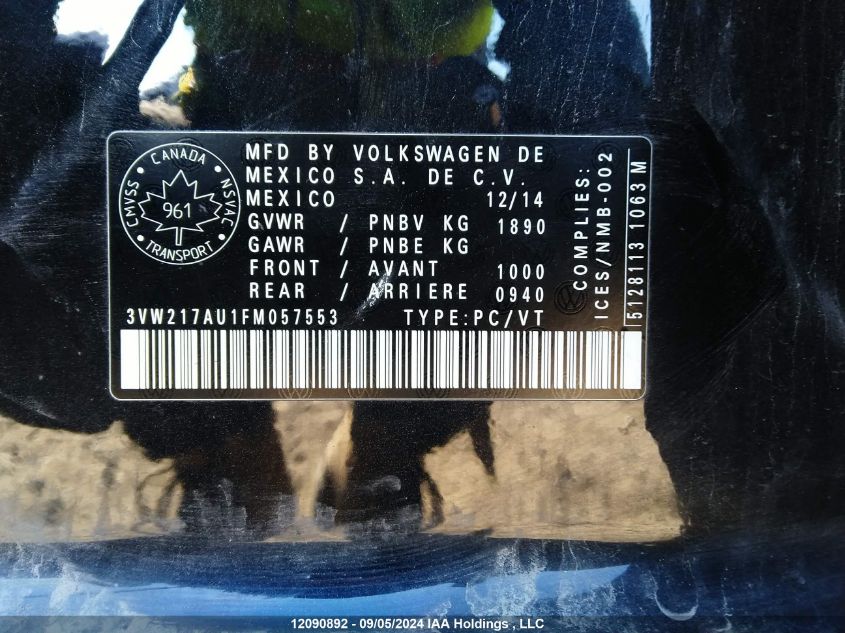 CANADA
CMVSS
NSVAC
961
TRANSPORT
MFD BY VOLKSWAGEN DE
MEXICO S.A. DE C.V.
MEXICO 12/14
GVWR / PNBV KG 1890
GAWR / PNBE KG
FRONT / AVANT 1000
REAR / ARRIERE 0940
3VW217AU1FM057553 TYPE:PC/VT
COMPLIES:
ICES/NMB-002
5128113 1063 M
12090892 - 09/05/2024 IAA Holdings , LLC